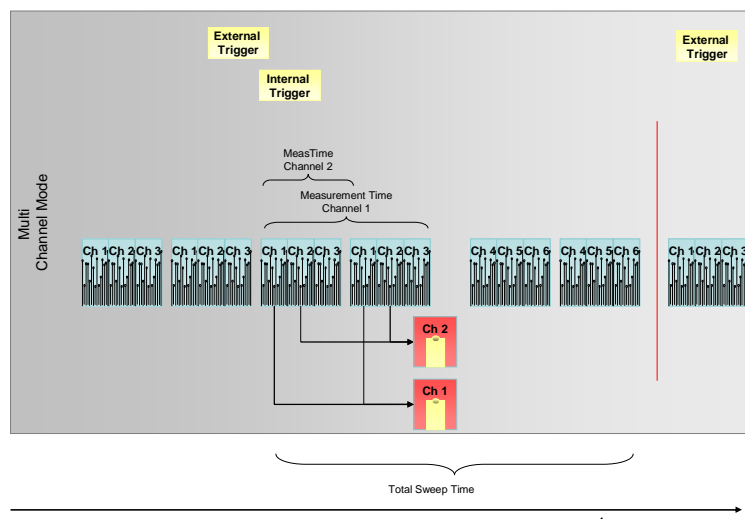 External
Trigger
External
Trigger
Internal
Trigger
MeasTime
Channel 2
Measurement Time
Channel 1
Multi
Channel Mode
Ch 1 Ch 2 Ch 3 Ch 1 Ch 2 Ch 3 Ch 1 Ch 2 Ch 3 Ch 1 Ch 2 Ch 3 Ch 4 Ch 5 Ch 6 Ch 4 Ch 5 Ch 6 Ch 1 Ch 2 Ch 3
Ch 2
Ch 1
Total Sweep Time